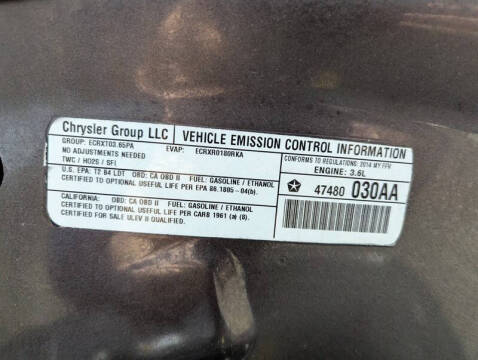 Chrysler Group LLC VEHICLE EMISSION CONTROL INFORMATION
GROUP: ECRXT03.65PA EVAP: ECRXR0180RKA CONFORMS TO REGULATIONS: 2014 MY FFV
NO ADJUSTMENTS NEEDED ENGINE: 3.6L
TWC / HO2S / SFI
U.S. EPA: T2 B4 LDT OBD: CA OBD II FUEL: GASOLINE / ETHANOL
CERTIFIED TO OPTIONAL USEFUL LIFE PER EPA 86.1805 - 04(b).
47480 030AA
CALIFORNIA: OBD: CA OBD II FUEL: GASOLINE / ETHANOL
CERTIFIED TO OPTIONAL USEFUL LIFE PER CARB 1961 (a) (8).
CERTIFIED FOR SALE ULEV II QUALIFIED.